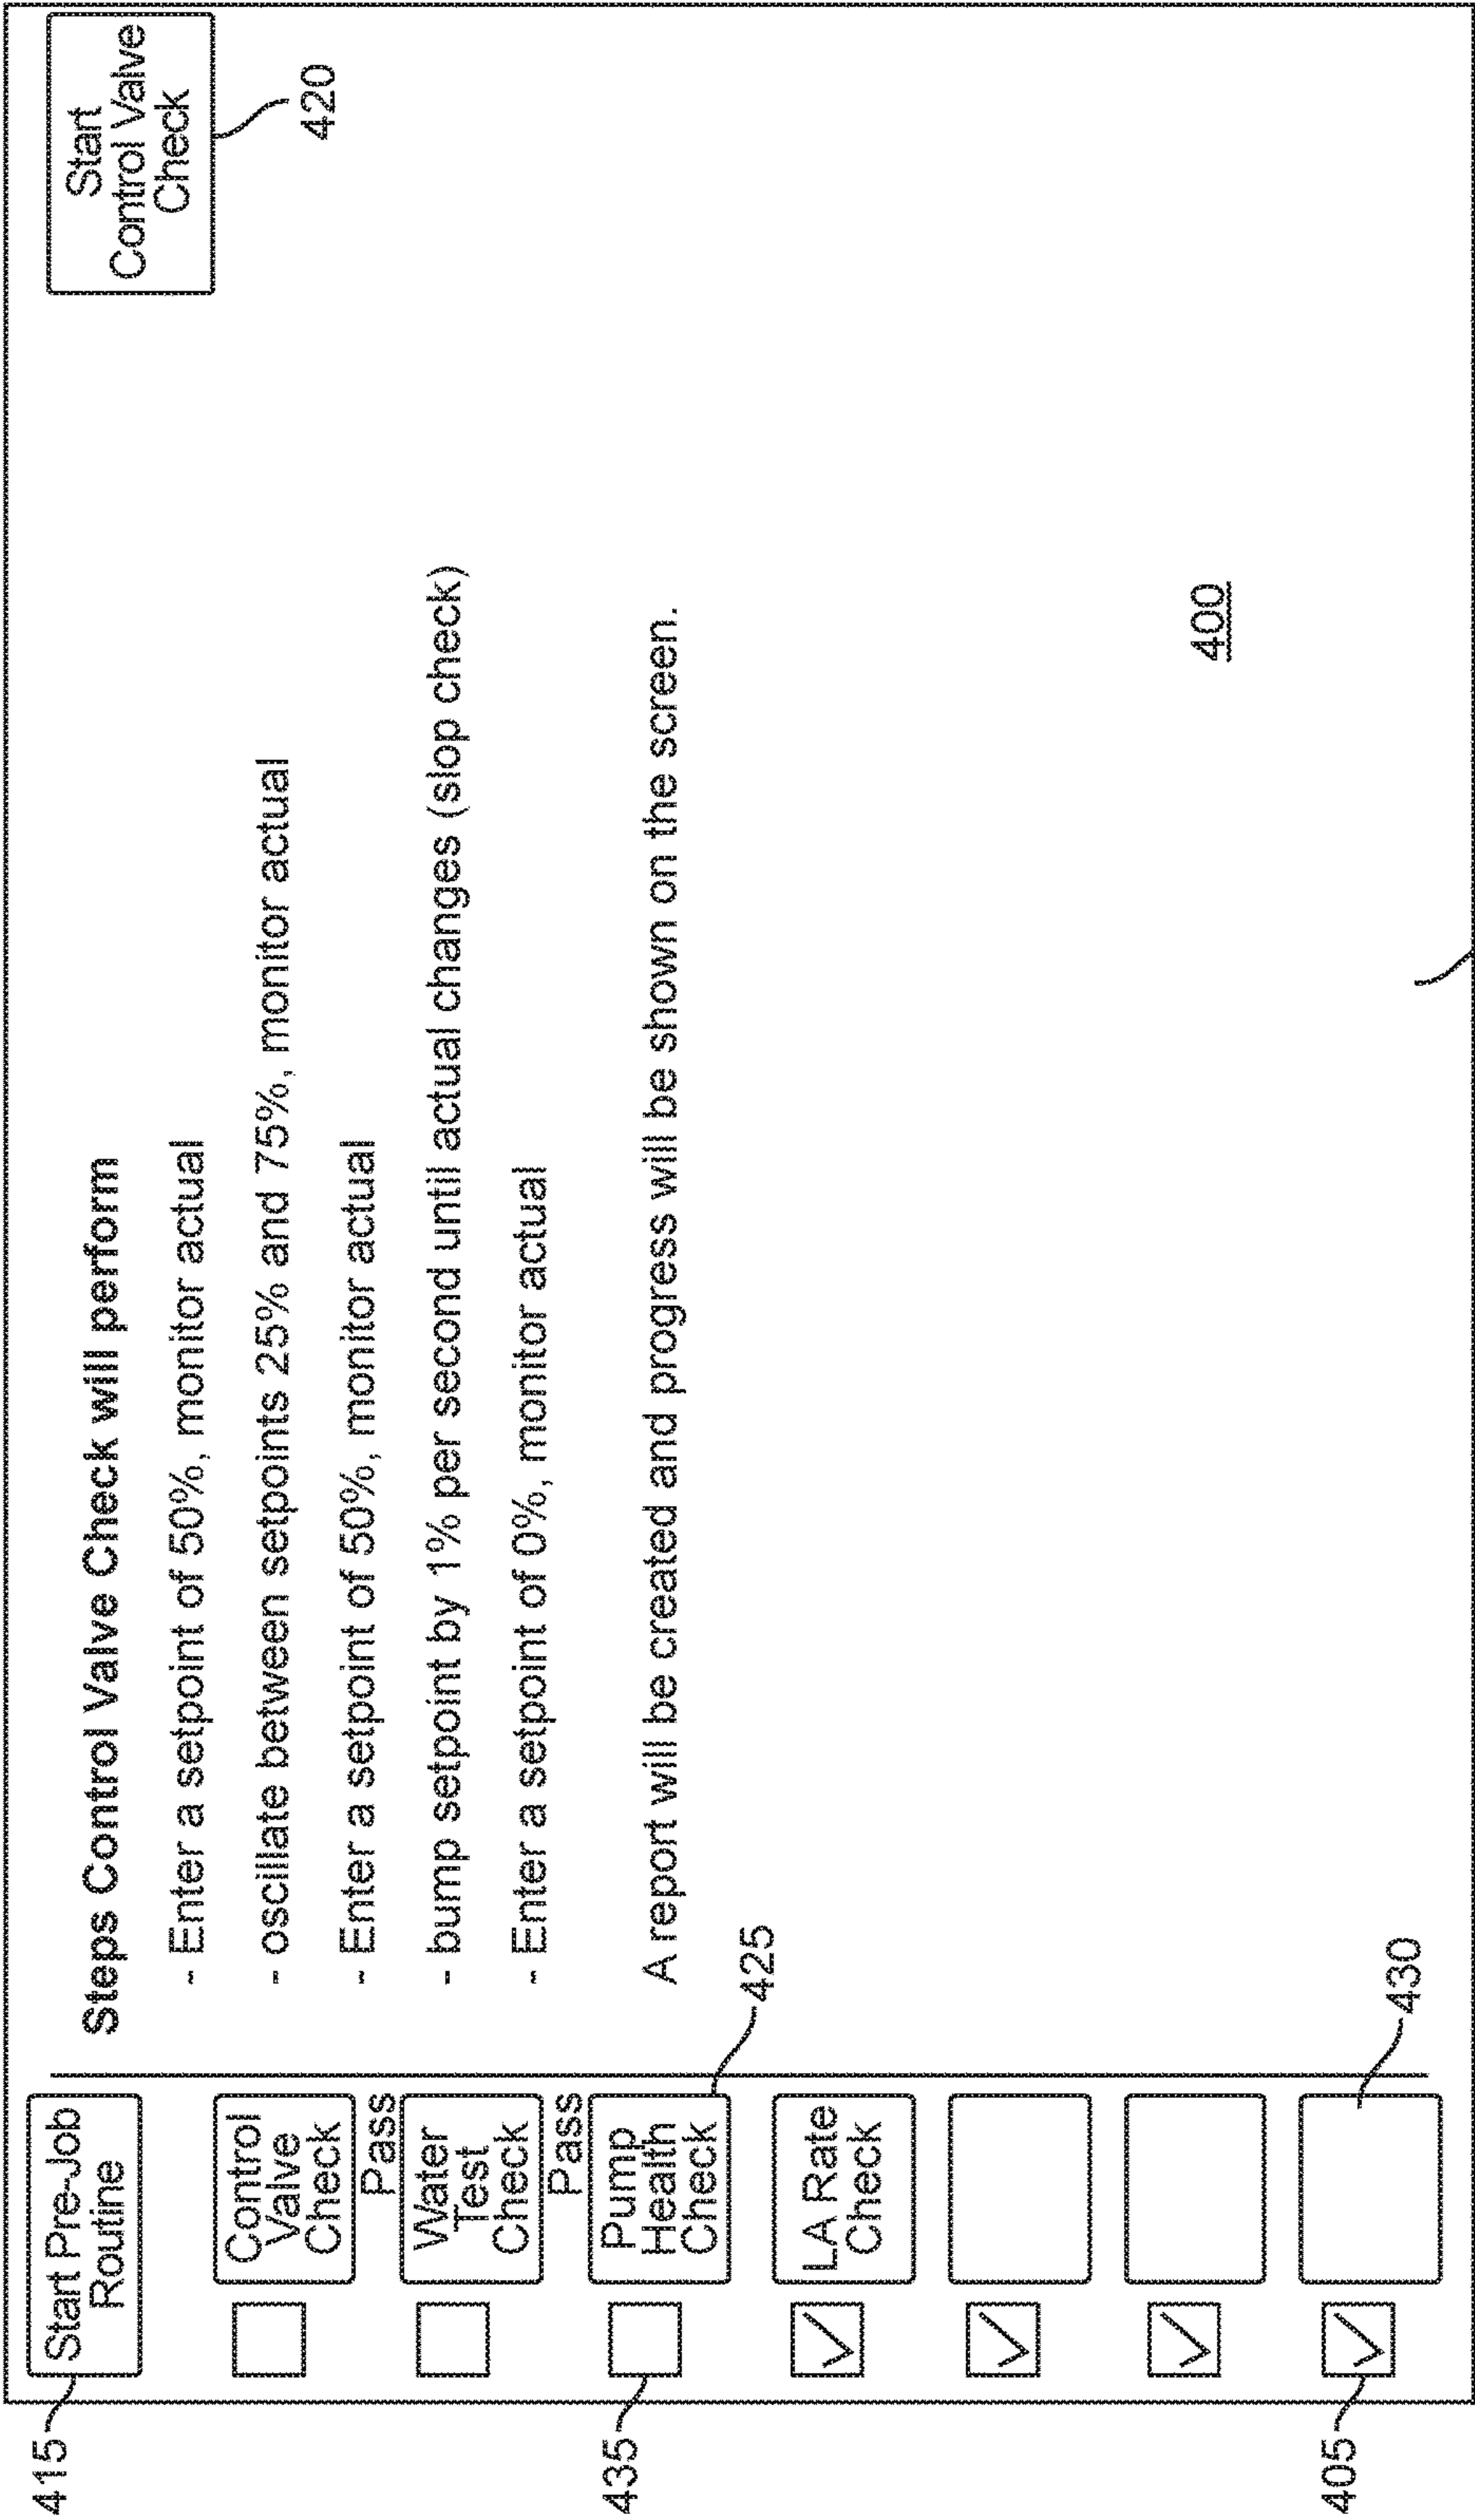 415
Start Pre-Job
Routine
Steps Control Valve Check will perform
Start
Control Valve
Check
420
Control
Valve
Check
Pass
- Enter a setpoint of 50%, monitor actual
- oscillate between setpoints 25% and 75%, monitor actual
- Enter a setpoint of 50%, monitor actual
- bump setpoint by 1% per second until actual changes (slop check)
- Enter a setpoint of 0%, monitor actual
A report will be created and progress will be shown on the screen.
Water
Test
Check
Pass
435
Pump
Health
Check
425
LA Rate
Check
400
405
430